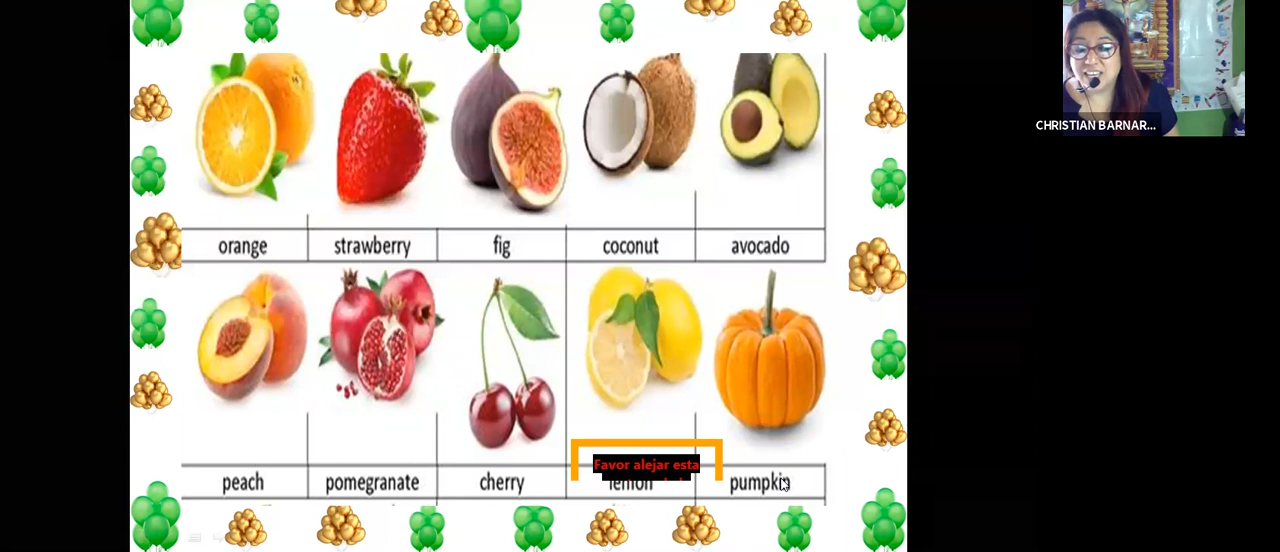 CHRISTIAN BARNAR...
orange strawberry fig coconut avocado
Favor alejar esta
peach pomegranate cherry lemon pumpkin